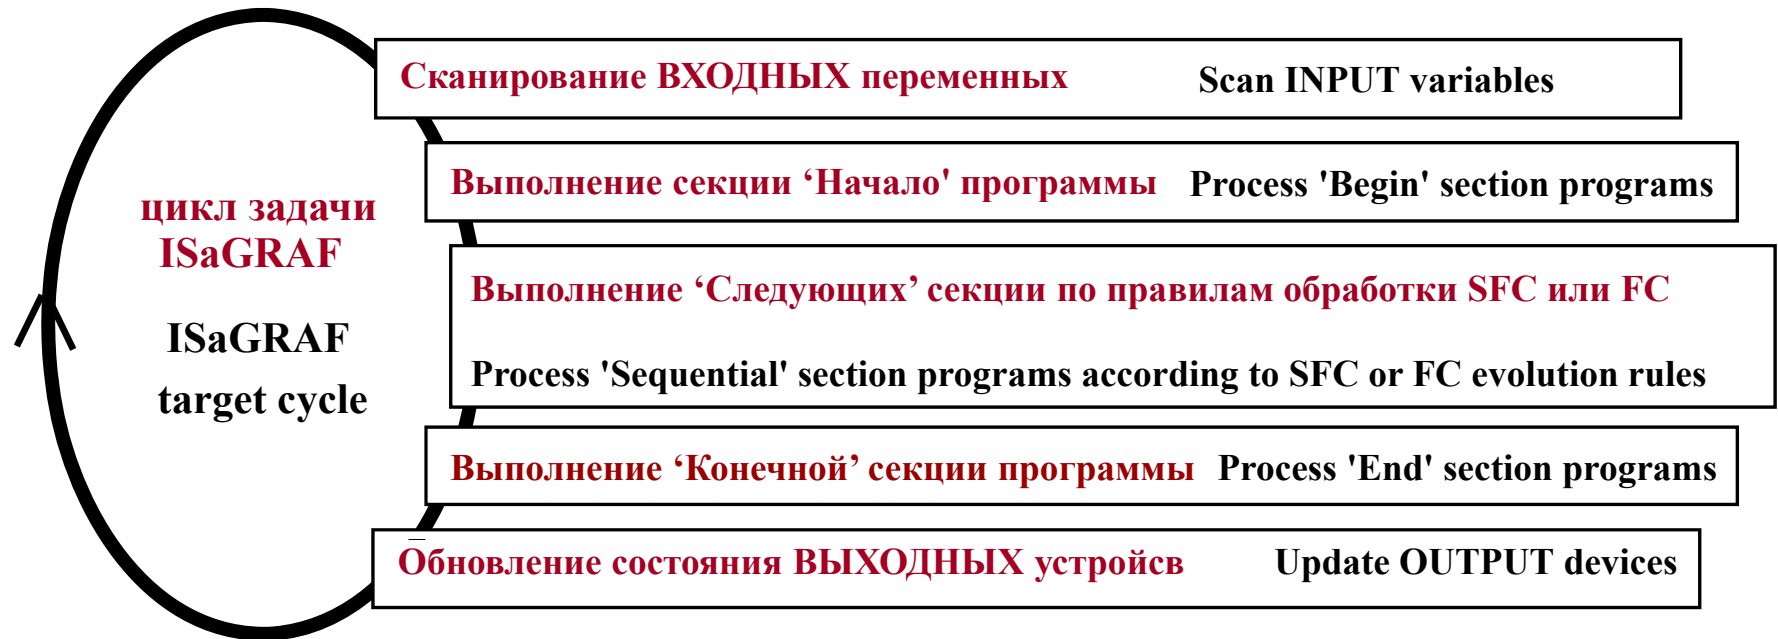 Сканирование ВХОДНЫХ переменных Scan INPUT variables
Выполнение секции ‘Начало' программы Process 'Begin' section programs
цикл задачи
ISaGRAF
Выполнение ‘Следующих’ секции по правилам обработки SFC или FC
ISaGRAF
target cycle
Process 'Sequential' section programs according to SFC or FC evolution rules
Выполнение ‘Конечной’ секции программы Process 'End' section programs
Обновление состояния ВЫХОДНЫХ устройсв Update OUTPUT devices